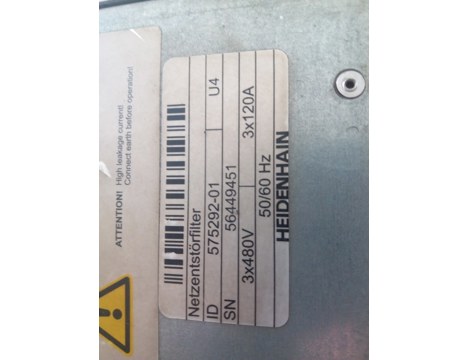 ATTENTION! High leakage current!
Connect earth before operation!
Netzentstörfilter
ID 575292-01 U4
SN 56449451
3x480V 3x120A
50/60 Hz
HEIDENHAIN